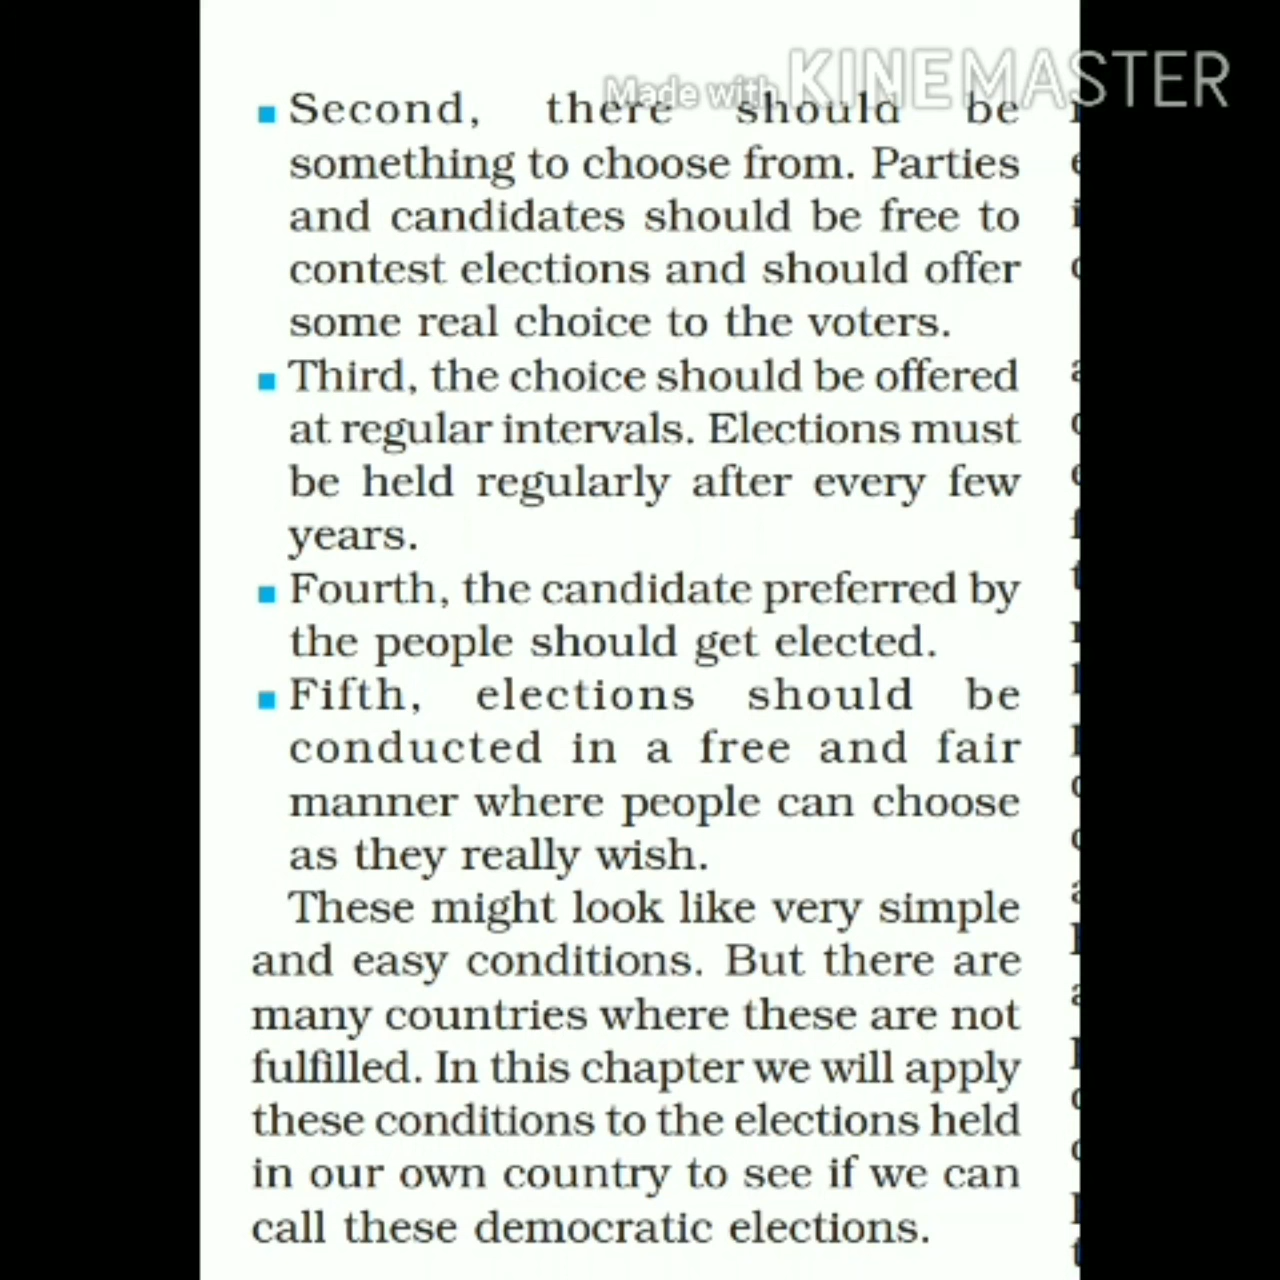 Made with KINEMASTER
Second, there should be
something to choose from. Parties
and candidates should be free to
contest elections and should offer
some real choice to the voters.
Third, the choice should be offered
at regular intervals. Elections must
be held regularly after every few
years.
Fourth, the candidate preferred by
the people should get elected.
Fifth, elections should be
conducted in a free and fair
manner where people can choose
as they really wish.
These might look like very simple
and easy conditions. But there are
many countries where these are not
fulfilled. In this chapter we will apply
these conditions to the elections held
in our own country to see if we can
call these democratic elections.